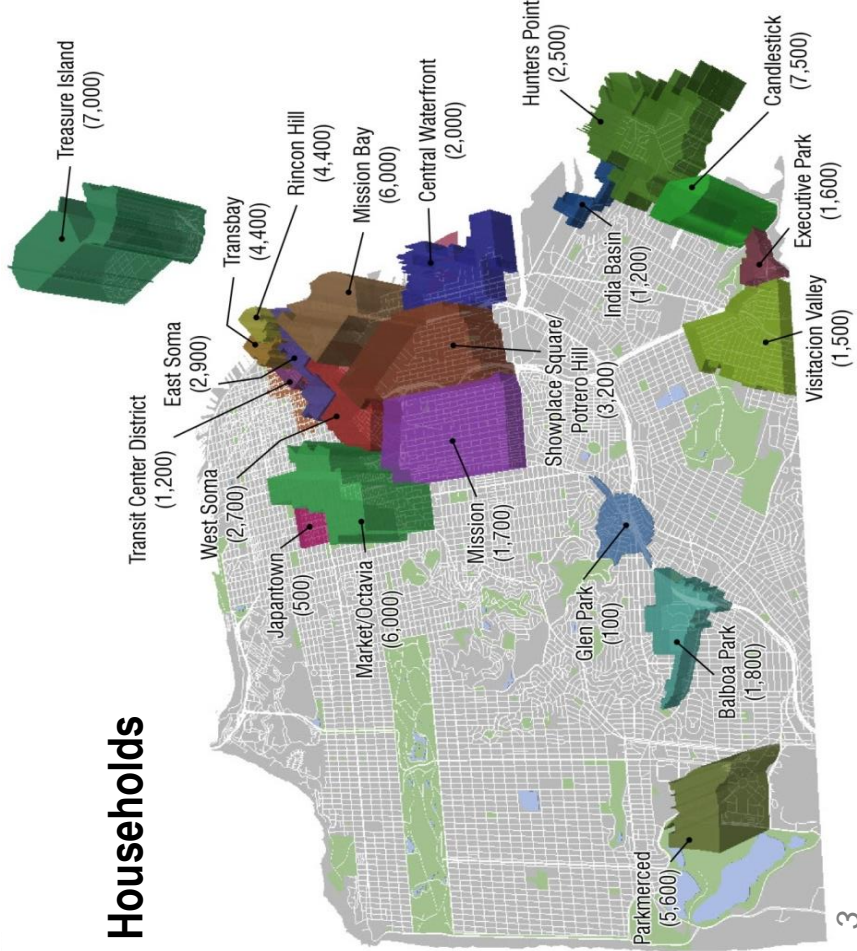 Households
Treasure Island
(7,000)
Rincon Hill
(4,400)
Transbay
(4,400)
Mission Bay
(6,000)
East Soma
(2,900)
Central Waterfront
(2,000)
Transit Center District
(1,200)
West Soma
(2,700)
Hunters Point
(2,500)
Japantown
(500)
Market/Octavia
(6,000)
Mission
(1,700)
Showplace Square/
Potrero Hill
(3,200)
India Basin
(1,200)
Candlestick
(7,500)
Executive Park
(1,600)
Glen Park
(100)
Visitacion Valley
(1,500)
Balboa Park
(1,800)
Parkmerced
(5,600)
3